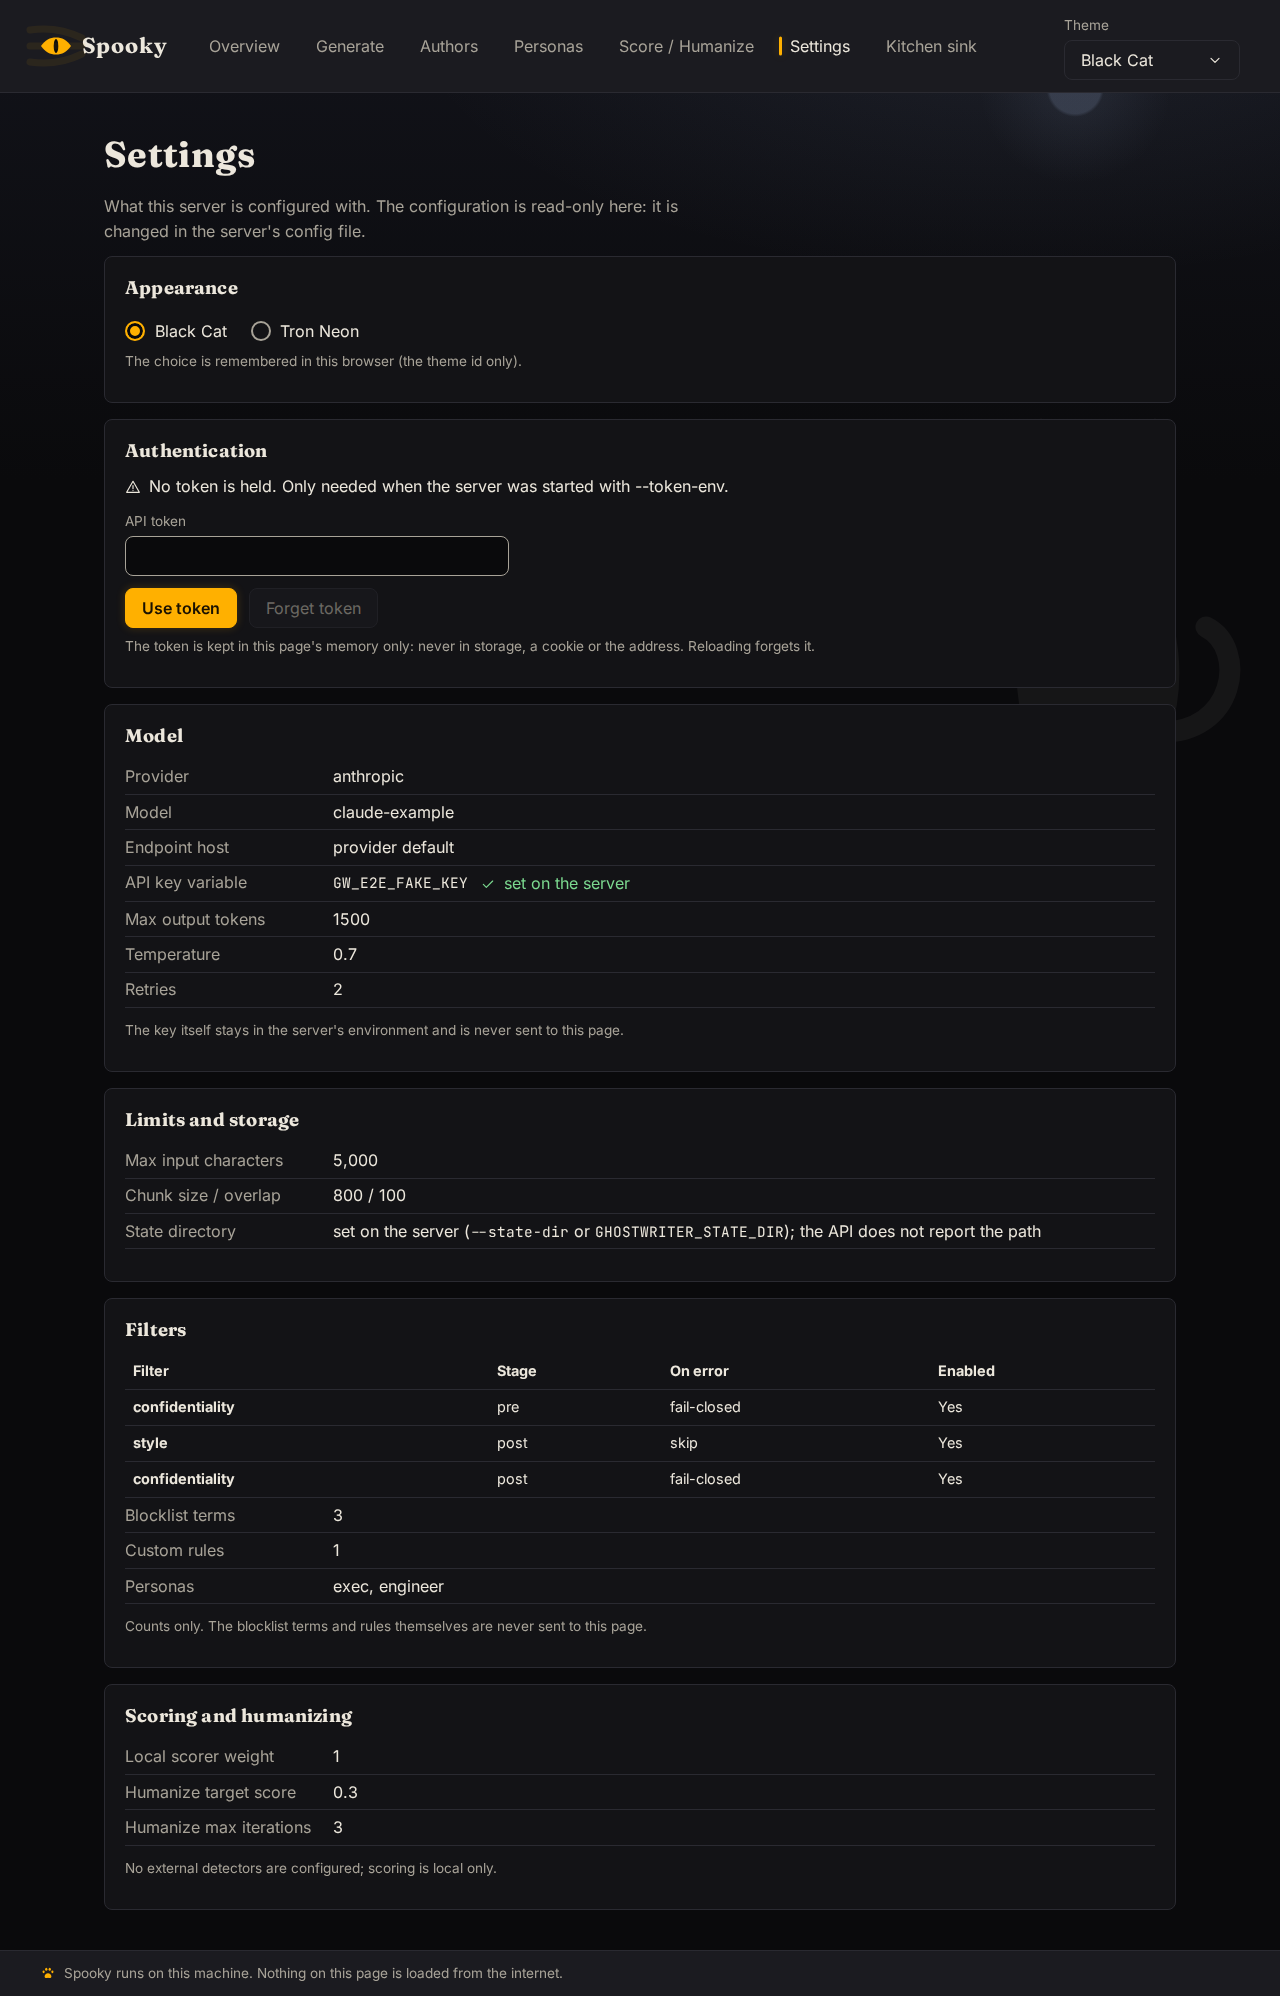 Spooky
Overview
Generate
Authors
Personas
Score / Humanize
Settings
Kitchen sink
Theme
Black Cat
Settings
What this server is configured with. The configuration is read-only here: it is
changed in the server's config file.
Appearance
Black Cat
Tron Neon
The choice is remembered in this browser (the theme id only).
Authentication
No token is held. Only needed when the server was started with --token-env.
API token
Use token
Forget token
The token is kept in this page's memory only: never in storage, a cookie or the address. Reloading forgets it.
Model
Provider anthropic
Model claude-example
Endpoint host provider default
API key variable GW_E2E_FAKE_KEY set on the server
Max output tokens 1500
Temperature 0.7
Retries 2
The key itself stays in the server's environment and is never sent to this page.
Limits and storage
Max input characters 5,000
Chunk size / overlap 800 / 100
State directory set on the server (--state-dir or GHOSTWRITER_STATE_DIR); the API does not report the path
Filters
Filter Stage On error Enabled
confidentiality pre fail-closed Yes
style post skip Yes
confidentiality post fail-closed Yes
Blocklist terms 3
Custom rules 1
Personas exec, engineer
Counts only. The blocklist terms and rules themselves are never sent to this page.
Scoring and humanizing
Local scorer weight 1
Humanize target score 0.3
Humanize max iterations 3
No external detectors are configured; scoring is local only.
Spooky runs on this machine. Nothing on this page is loaded from the internet.